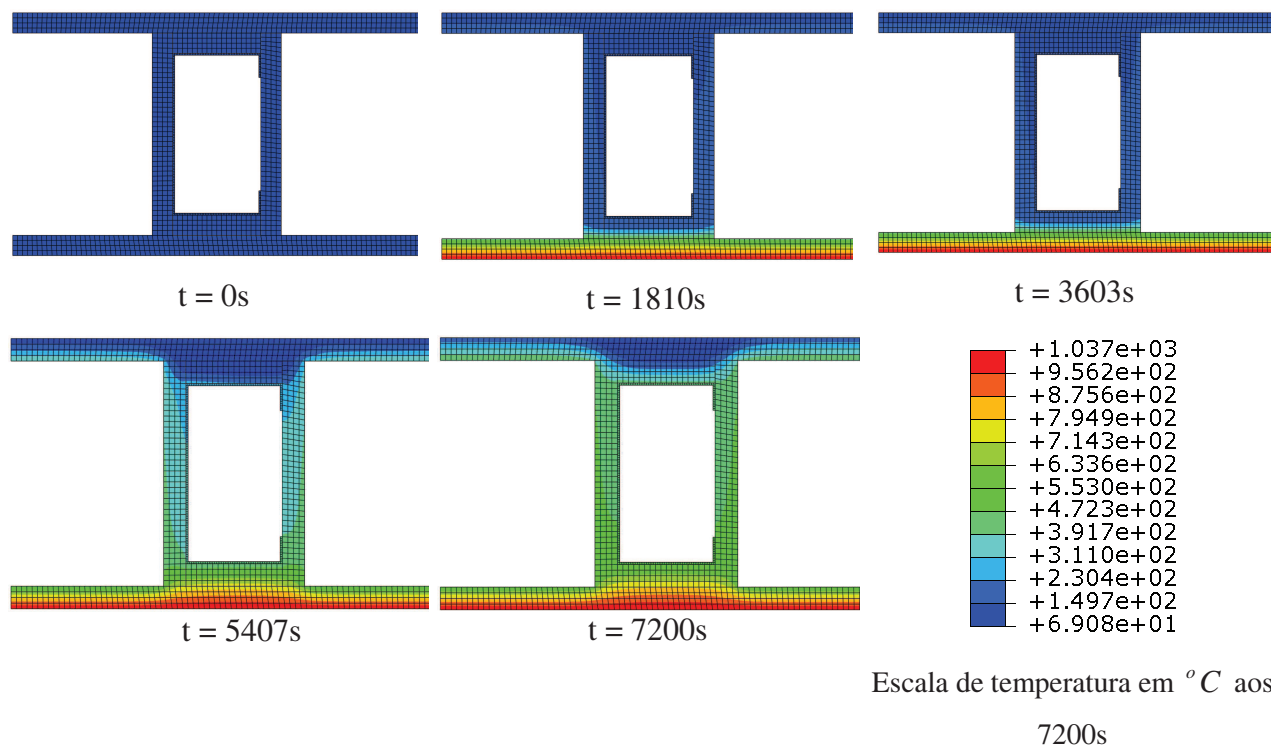 t = 0s
t = 1810s
t = 3603s
t = 5407s
t = 7200s
+1.037e+03
+9.562e+02
+8.756e+02
+7.949e+02
+7.143e+02
+6.336e+02
+5.530e+02
+4.723e+02
+3.917e+02
+3.110e+02
+2.304e+02
+1.497e+02
+6.908e+01
Escala de temperatura em °C aos
7200s